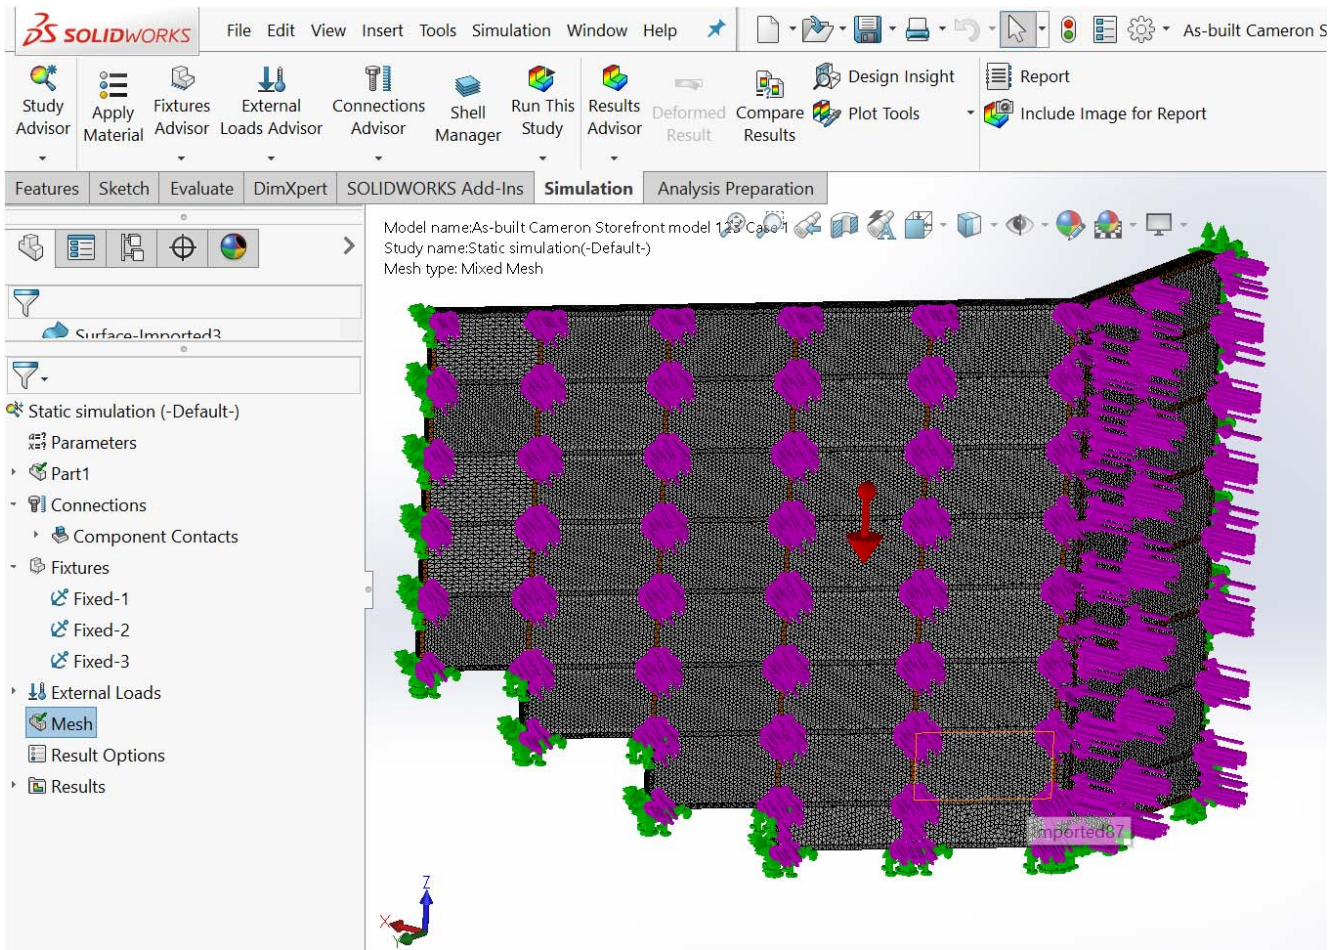 SOLIDWORKS File Edit View Insert Tools Simulation Window Help As-built Cameron S
Study Advisor
Apply Material
Fixtures Advisor
External Loads Advisor
Connections Advisor
Shell Manager
Run This Study
Results Advisor
Deformed Result
Compare Results
Design Insight
Plot Tools
Report
Include Image for Report
Features Sketch Evaluate DimXpert SOLIDWORKS Add-Ins Simulation Analysis Preparation
Model name:As-built Cameron Storefront model 123 Case 1
Study name:Static simulation(-Default-)
Mesh type: Mixed Mesh
Surface-Imported3
Static simulation (-Default-)
Parameters
Part1
Connections
Component Contacts
Fixtures
Fixed-1
Fixed-2
Fixed-3
External Loads
Mesh
Result Options
Results
Imported87
Z
X
Y